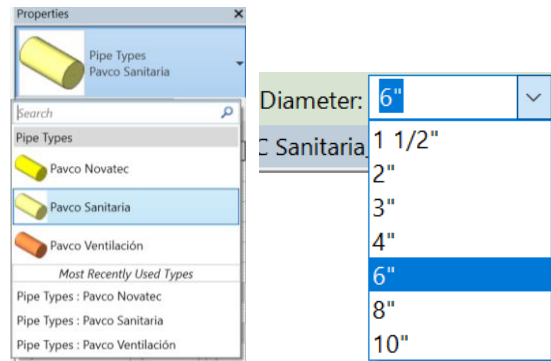 Properties
Pipe Types
Pavco Sanitaria
Search
Pipe Types
Pavco Novatec
Pavco Sanitaria
Pavco Ventilación
Most Recently Used Types
Pipe Types : Pavco Novatec
Pipe Types : Pavco Sanitaria
Pipe Types : Pavco Ventilación
Diameter: 6"
C Sanitaria_
1 1/2"
2"
3"
4"
6"
8"
10"